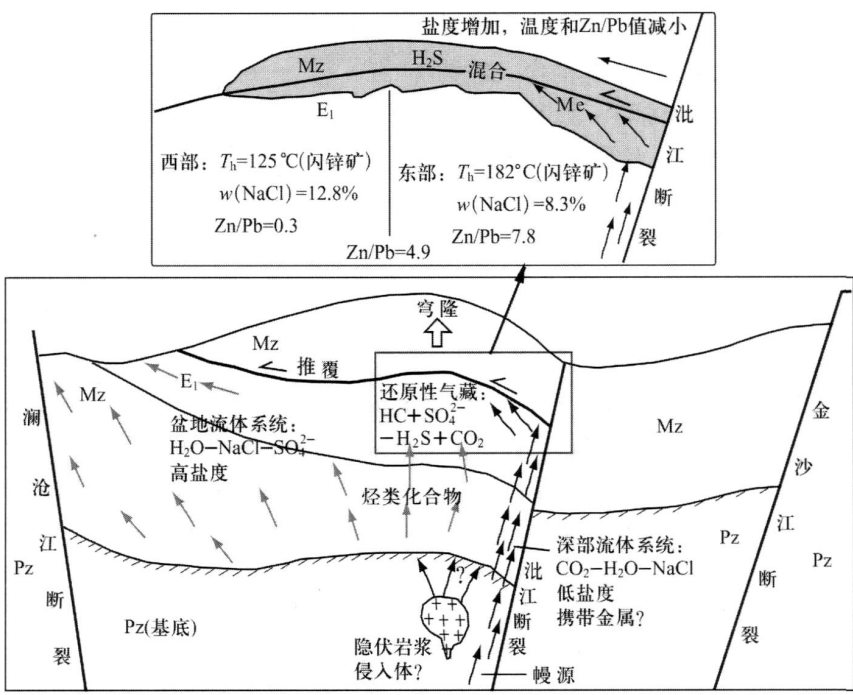 盐度增加，温度和Zn/Pb值减小
Mz
H₂S
混合
E₁
Me
沘江断裂
西部：Tₕ=125℃(闪锌矿)
w(NaCl)=12.8%
Zn/Pb=0.3
东部：Tₕ=182℃(闪锌矿)
w(NaCl)=8.3%
Zn/Pb=7.8
Zn/Pb=4.9
穹隆
Mz
推覆
E₁
Mz
还原性气藏：
HC+SO₄²⁻
—H₂S+CO₂
Mz
盆地流体系统：
H₂O−NaCl−SO₄²⁻
高盐度
烃类化合物
澜沧江断裂
金沙江断裂
Pz
Pz
Pz
Pz(基底)
?
深部流体系统：
CO₂−H₂O−NaCl
低盐度
携带金属?
沘江断裂
隐伏岩浆
侵入体?
幔源